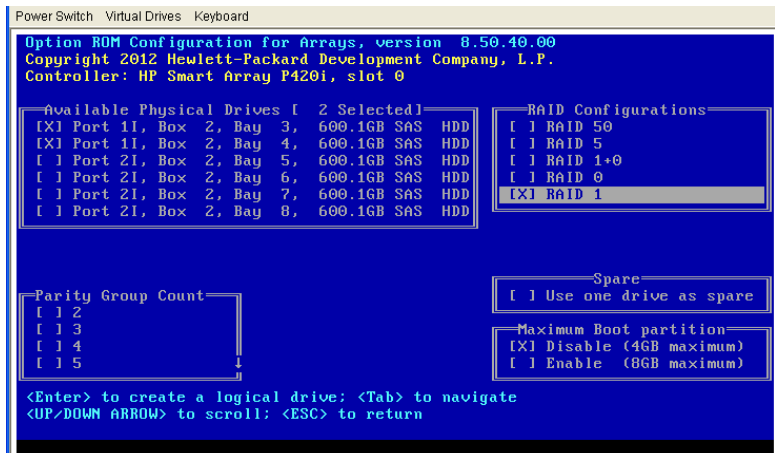 Power Switch Virtual Drives Keyboard
Option ROM Configuration for Arrays, version 8.50.40.00
Copyright 2012 Hewlett-Packard Development Company, L.P.
Controller: HP Smart Array P420i, slot 0
Available Physical Drives [ 2 Selected]
[X] Port 1I, Box 2, Bay 3, 600.1GB SAS HDD
[X] Port 1I, Box 2, Bay 4, 600.1GB SAS HDD
[ ] Port 2I, Box 2, Bay 5, 600.1GB SAS HDD
[ ] Port 2I, Box 2, Bay 6, 600.1GB SAS HDD
[ ] Port 2I, Box 2, Bay 7, 600.1GB SAS HDD
[ ] Port 2I, Box 2, Bay 8, 600.1GB SAS HDD
RAID Configurations
[ ] RAID 50
[ ] RAID 5
[ ] RAID 1+0
[ ] RAID 0
[X] RAID 1
Parity Group Count
[ ] 2
[ ] 3
[ ] 4
[ ] 5
Spare
[ ] Use one drive as spare
Maximum Boot partition
[X] Disable (4GB maximum)
[ ] Enable (8GB maximum)
<Enter> to create a logical drive; <Tab> to navigate
<UP/DOWN ARROW> to scroll; <ESC> to return